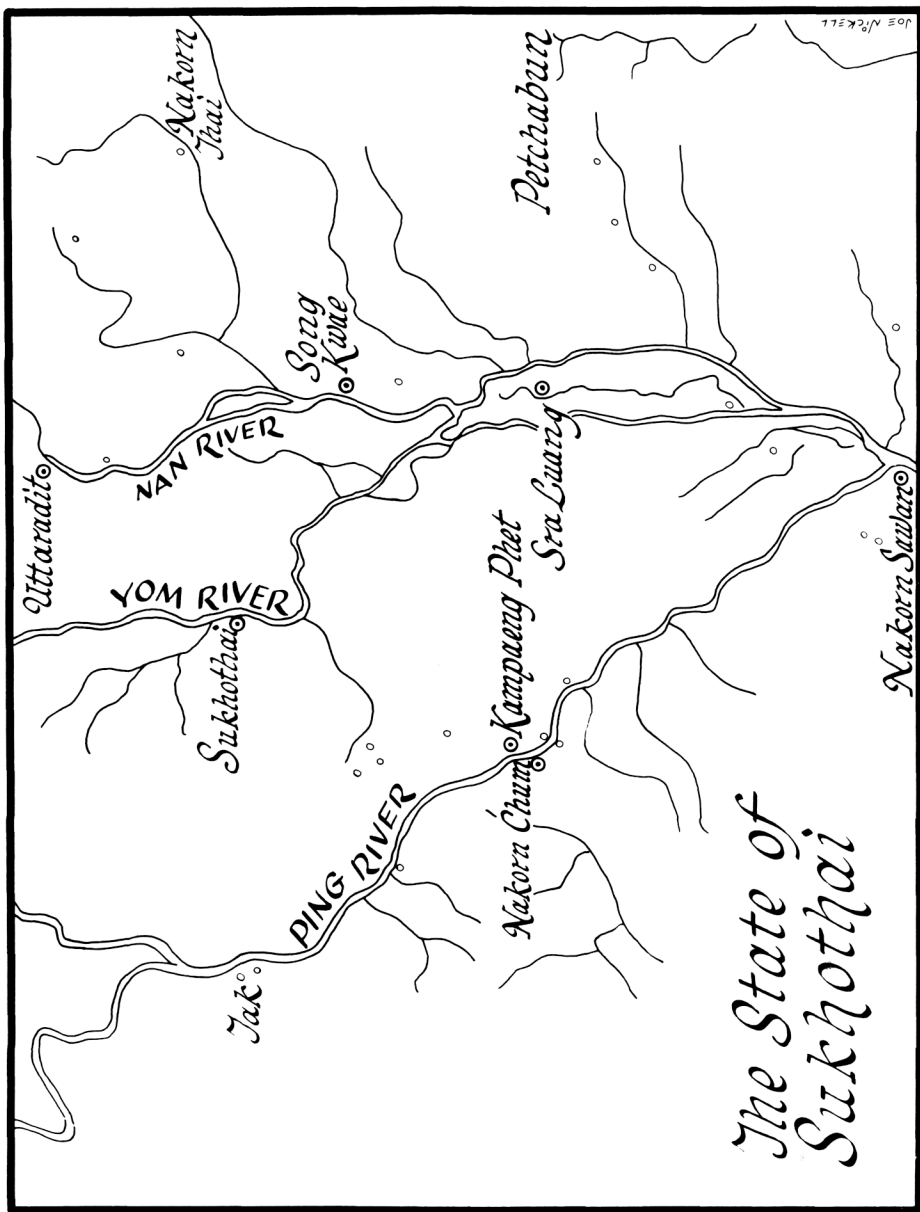 Uttaradit
Nakorn
Thai
NAN RIVER
YOM RIVER
Sukhothai
Tak
Song
Kwae
PING RIVER
Kampaeng Phet
Nakorn Chum
Sra Luang
Petchabun
Nakorn Sawan
The State of
Sukhothai
JOE NICKELL